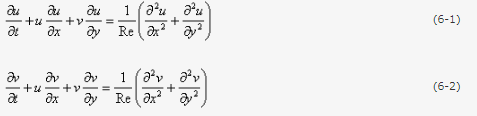 ∂u/∂t + u ∂u/∂x + v ∂u/∂y = 1/Re (∂²u/∂x² + ∂²u/∂y²) (6-1)
∂v/∂t + u ∂v/∂x + v ∂v/∂y = 1/Re (∂²v/∂x² + ∂²v/∂y²) (6-2)